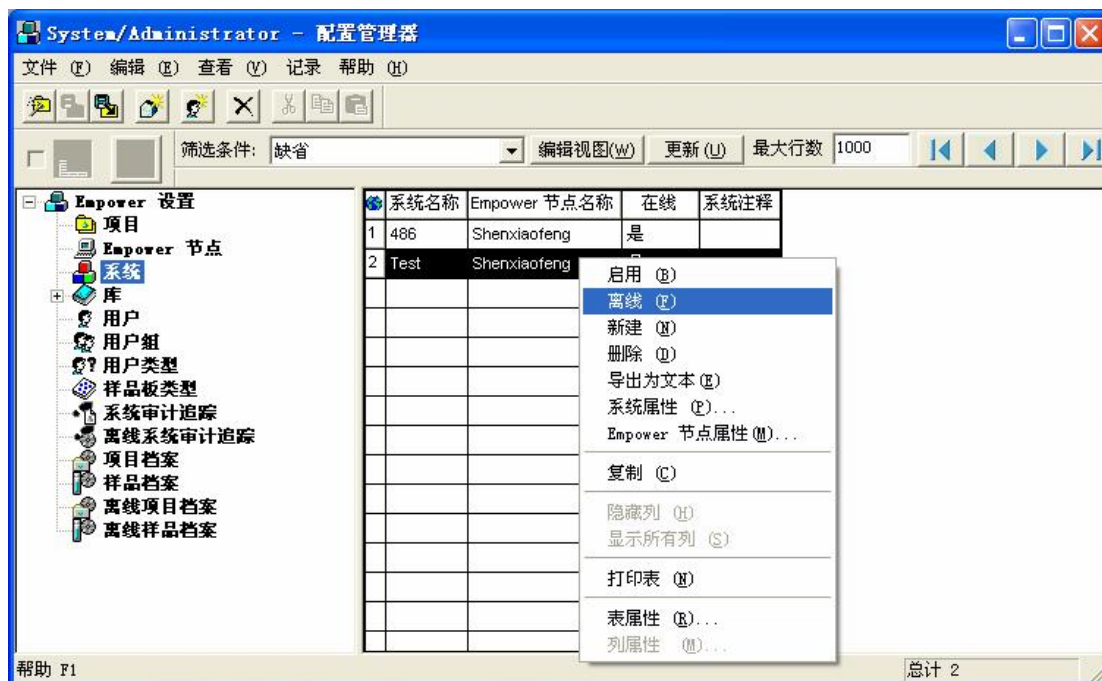 System/Administrator - 配置管理器
文件 (F) 编辑 (E) 查看 (V) 记录 帮助 (H)
筛选条件: 缺省 编辑视图(W) 更新 (U) 最大行数 1000
Empower 设置
项目
Empower 节点
系统
库
用户
用户组
用户类型
样品板类型
系统审计追踪
离线系统审计追踪
项目档案
样品档案
离线项目档案
离线样品档案
系统名称 Empower 节点名称 在线 系统注释
1 486 Shenxiaofeng 是
2 Test Shenxiaofeng
启用 (B)
离线 (F)
新建 (N)
删除 (D)
导出为文本(E)
系统属性 (P)...
Empower 节点属性(M)...
复制 (C)
隐藏列 (H)
显示所有列 (S)
打印表 (N)
表属性 (R)...
列属性 (M)...
帮助 F1 总计 2